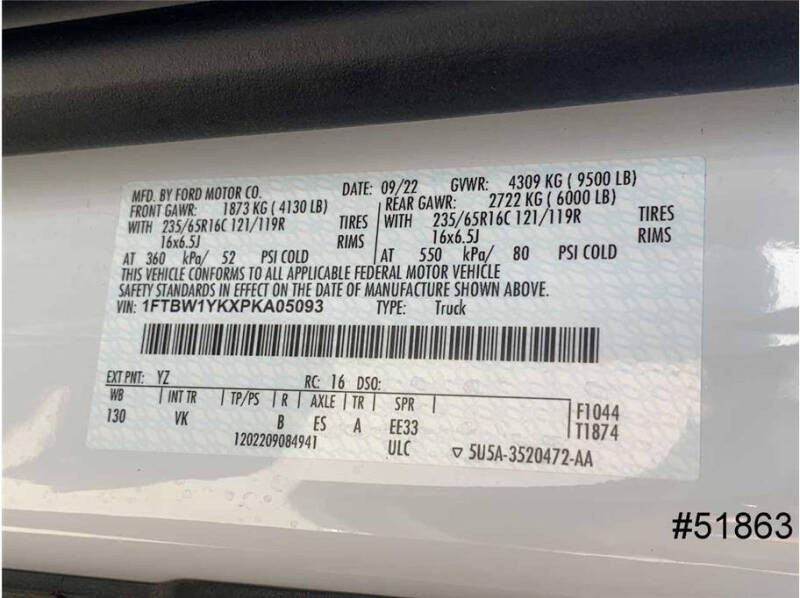 MFD. BY FORD MOTOR CO. DATE: 09/22 GVWR: 4309 KG ( 9500 LB)
FRONT GAWR: 1873 KG ( 4130 LB) REAR GAWR: 2722 KG ( 6000 LB)
WITH 235/65R16C 121/119R TIRES WITH 235/65R16C 121/119R TIRES
16x6.5J RIMS 16x6.5J RIMS
AT 360 kPa/ 52 PSI COLD AT 550 kPa/ 80 PSI COLD
THIS VEHICLE CONFORMS TO ALL APPLICABLE FEDERAL MOTOR VEHICLE
SAFETY STANDARDS IN EFFECT ON THE DATE OF MANUFACTURE SHOWN ABOVE.
VIN: 1FTBW1YKXPKA05093 TYPE: Truck
EXT PNT: YZ RC: 16 DSO:
WB INT TR TP/PS R AXLE TR SPR F1044
130 VK B ES A EE33 T1874
1202209084941 ULC ▽ 5U5A-3520472-AA
#51863